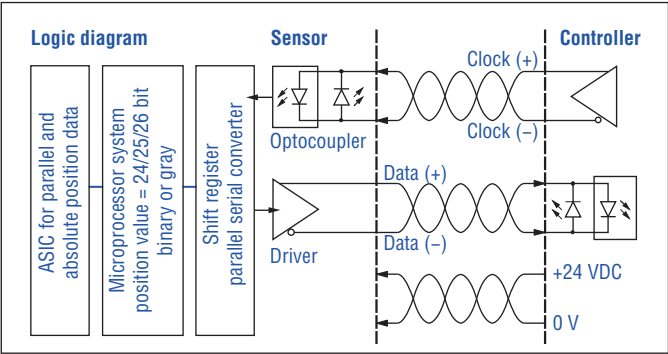 Logic diagram
Sensor
Controller
ASIC for parallel and
absolute position data
Microprocessor system
position value = 24/25/26 bit
binary or gray
Shift register
parallel serial converter
Optocoupler
Clock (+)
Clock (−)
Driver
Data (+)
Data (−)
+24 VDC
0 V